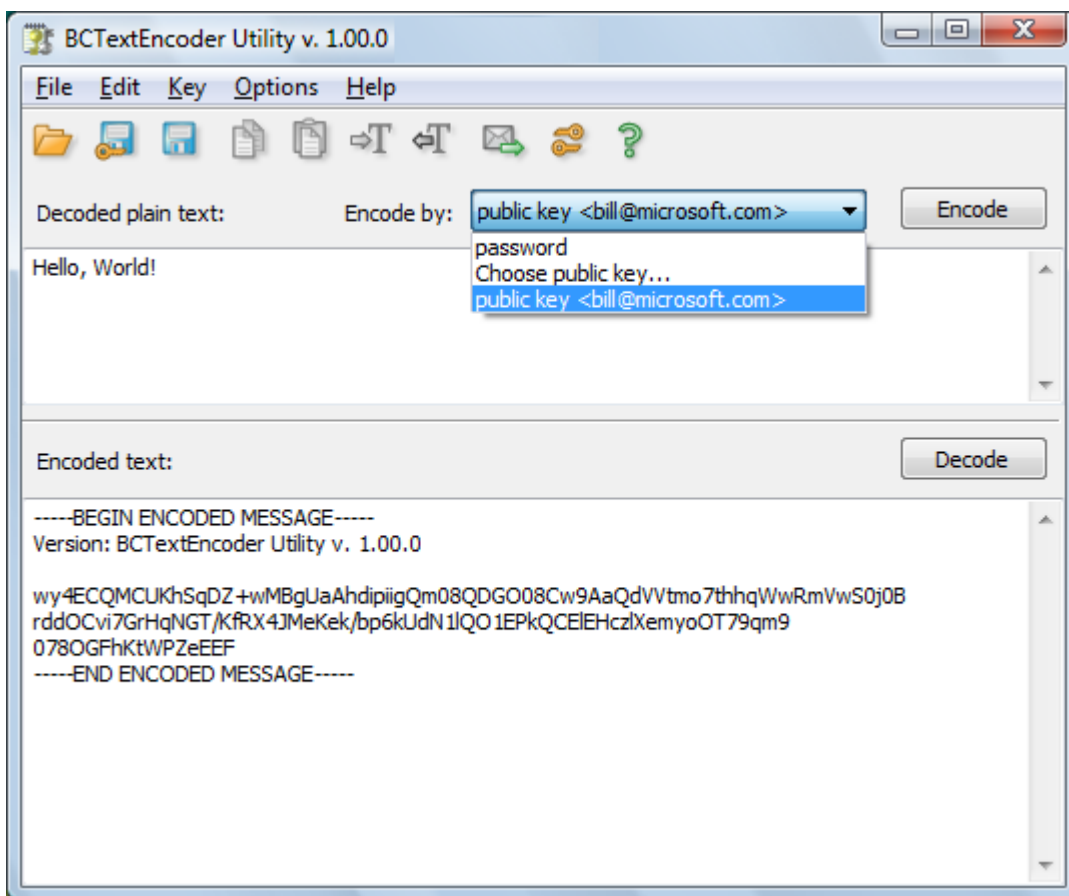 BCTextEncoder Utility v. 1.00.0
File Edit Key Options Help
Decoded plain text: Encode by: public key <bill@microsoft.com> Encode
password
Hello, World!
Choose public key...
public key <bill@microsoft.com>
Encoded text: Decode
-----BEGIN ENCODED MESSAGE-----
Version: BCTextEncoder Utility v. 1.00.0
wy4ECQMCUKhSqDZ+wMBgUaAhdipiigQm08QDGO08Cw9AaQdVVtmo7thhqWwRmVwS0j0B
rddOCvi7GrHqNGT/KfRX4JMeKek/bp6kUdN1lQO1EPkQCElEHczlXemyoOT79qm9
078OGFhKtWPZeEEF
-----END ENCODED MESSAGE-----